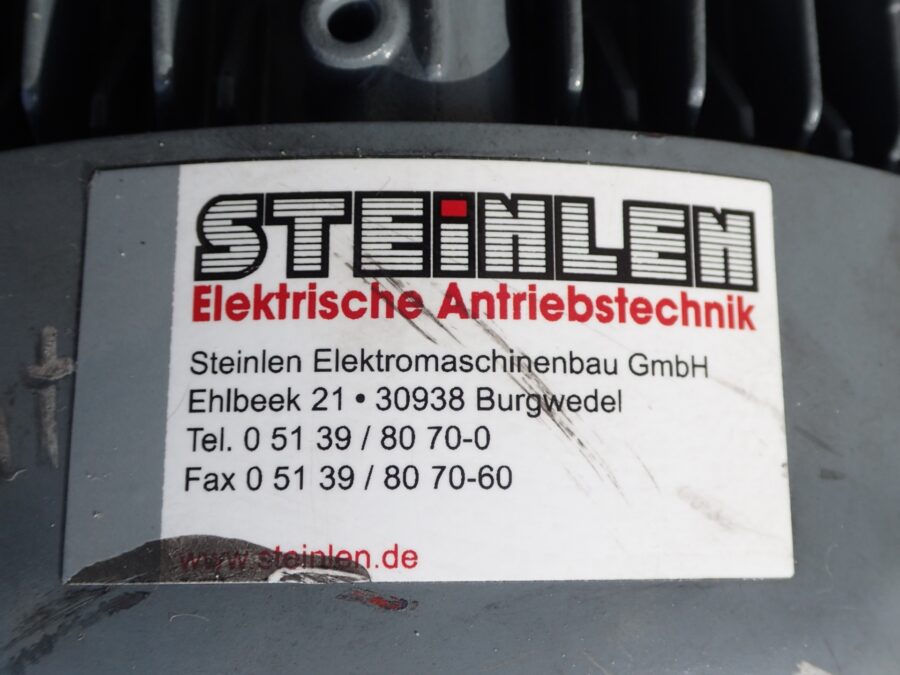 STEiNLEN
Elektrische Antriebstechnik
Steinlen Elektromaschinenbau GmbH
Ehlbeek 21 • 30938 Burgwedel
Tel. 0 51 39 / 80 70-0
Fax 0 51 39 / 80 70-60
www.steinlen.de